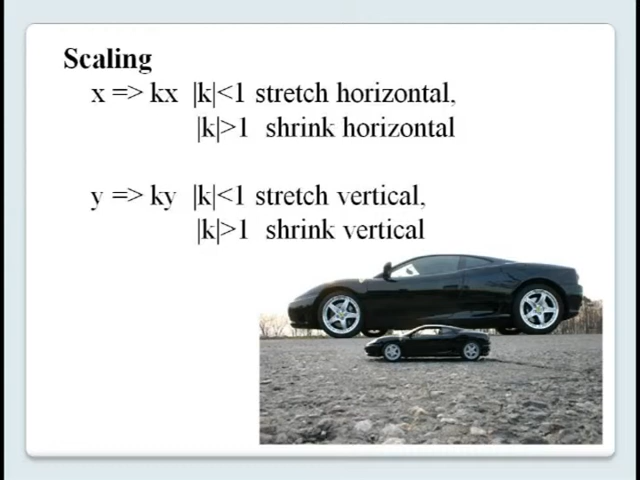 Scaling
x => kx |k|<1 stretch horizontal,
|k|>1 shrink horizontal
y => ky |k|<1 stretch vertical,
|k|>1 shrink vertical